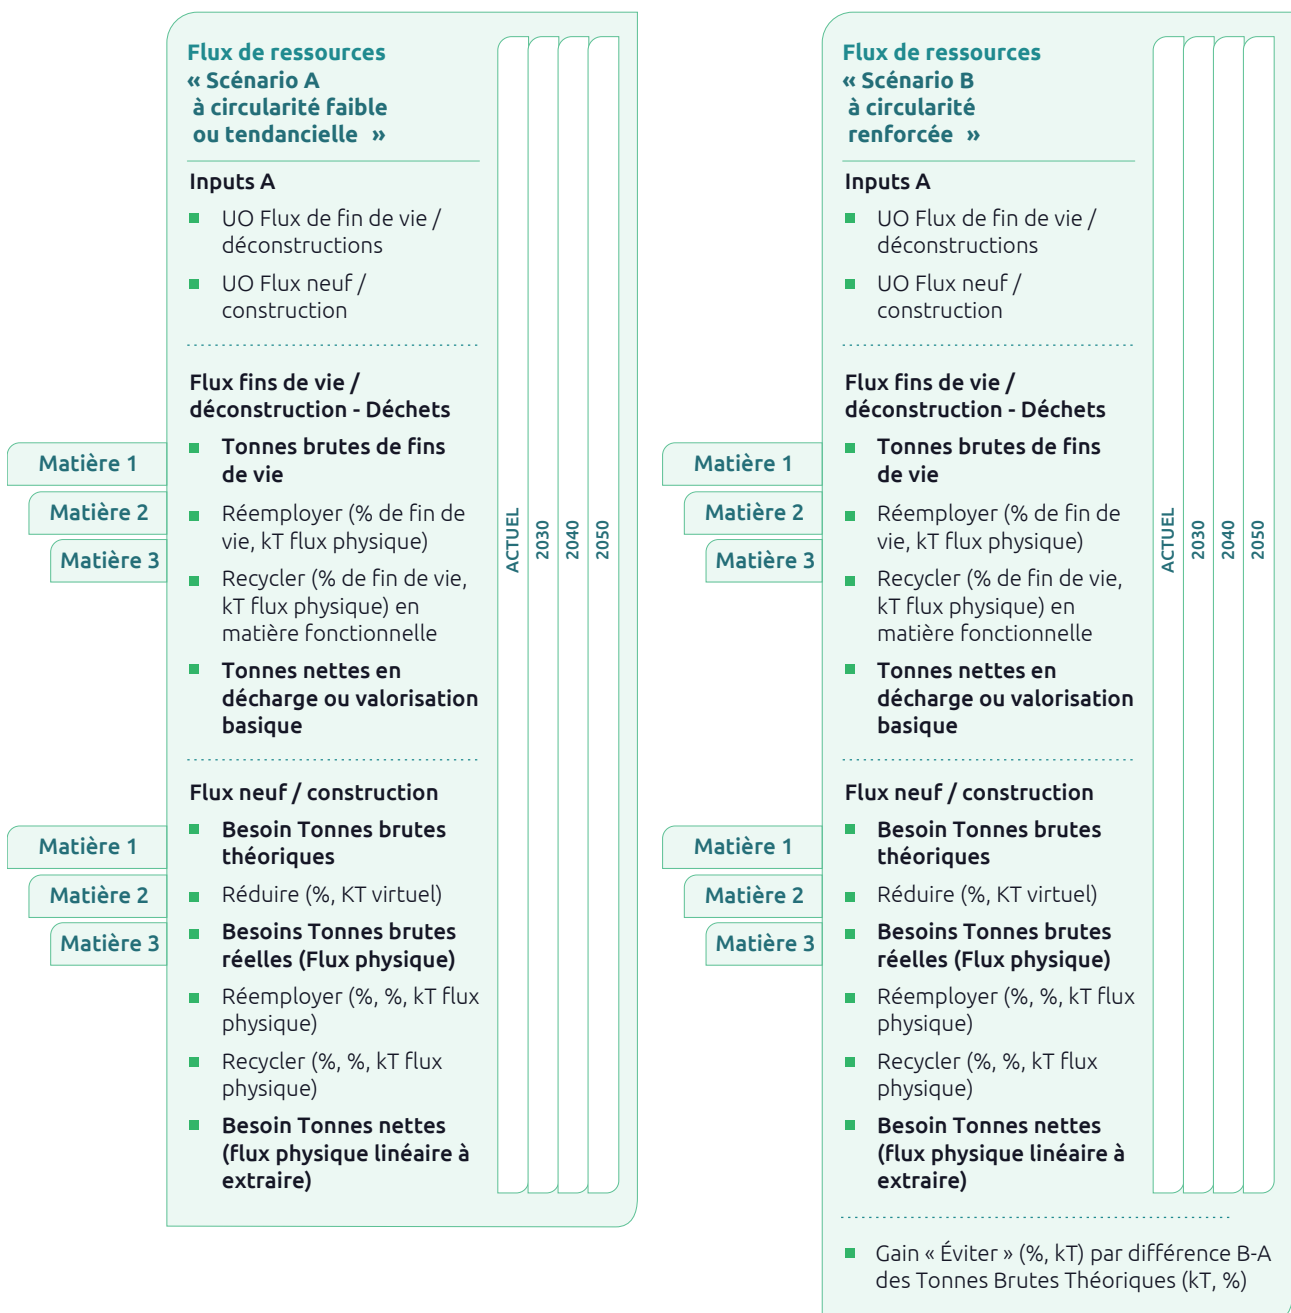 Flux de ressources
« Scénario A
à circularité faible
ou tendancielle »
Inputs A
UO Flux de fin de vie /
déconstructions
UO Flux neuf /
construction
Flux fins de vie /
déconstruction - Déchets
Matière 1
Matière 2
Matière 3
Tonnes brutes de fins
de vie
Réemployer (% de fin de
vie, kT flux physique)
Recycler (% de fin de vie,
kT flux physique) en
matière fonctionnelle
Tonnes nettes en
décharge ou valorisation
basique
Flux neuf / construction
Matière 1
Matière 2
Matière 3
Besoin Tonnes brutes
théoriques
Réduire (%, KT virtuel)
Besoins Tonnes brutes
réelles (Flux physique)
Réemployer (%, %, kT flux
physique)
Recycler (%, %, kT flux
physique)
Besoin Tonnes nettes
(flux physique linéaire à
extraire)
ACTUEL
2030
2040
2050
Flux de ressources
« Scénario B
à circularité
renforcée »
Inputs A
UO Flux de fin de vie /
déconstructions
UO Flux neuf /
construction
Flux fins de vie /
déconstruction - Déchets
Matière 1
Matière 2
Matière 3
Tonnes brutes de fins
de vie
Réemployer (% de fin de
vie, kT flux physique)
Recycler (% de fin de vie,
kT flux physique) en
matière fonctionnelle
Tonnes nettes en
décharge ou valorisation
basique
Flux neuf / construction
Matière 1
Matière 2
Matière 3
Besoin Tonnes brutes
théoriques
Réduire (%, KT virtuel)
Besoins Tonnes brutes
réelles (Flux physique)
Réemployer (%, %, kT flux
physique)
Recycler (%, %, kT flux
physique)
Besoin Tonnes nettes
(flux physique linéaire à
extraire)
ACTUEL
2030
2040
2050
Gain « Éviter » (%, kT) par différence B-A
des Tonnes Brutes Théoriques (kT, %)